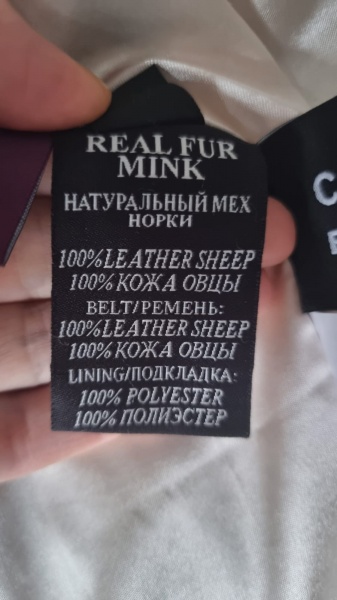 REAL FUR
MINK
НАТУРАЛЬНЫЙ МЕХ
НОРКИ
100%LEATHER SHEEP
100% КОЖА ОВЦЫ
BELT/РЕМЕНЬ:
100%LEATHER SHEEP
100% КОЖА ОВЦЫ
LINING/ПОДКЛАДКА:
100% POLYESTER
100% ПОЛИЭСТЕР